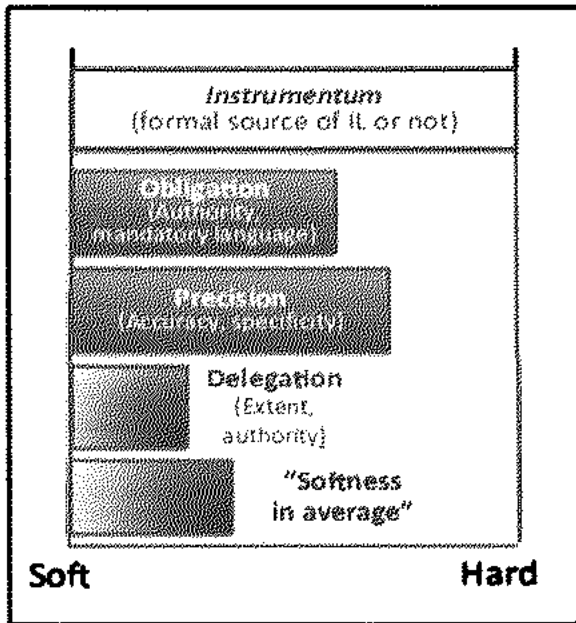 Instrumentum
(formal source of IL or not)
Obligation
(Authority,
mandatory language)
Precision
(Accuracy, specificity)
Delegation
(Extent,
authority)
“Softness
in average”
Soft
Hard